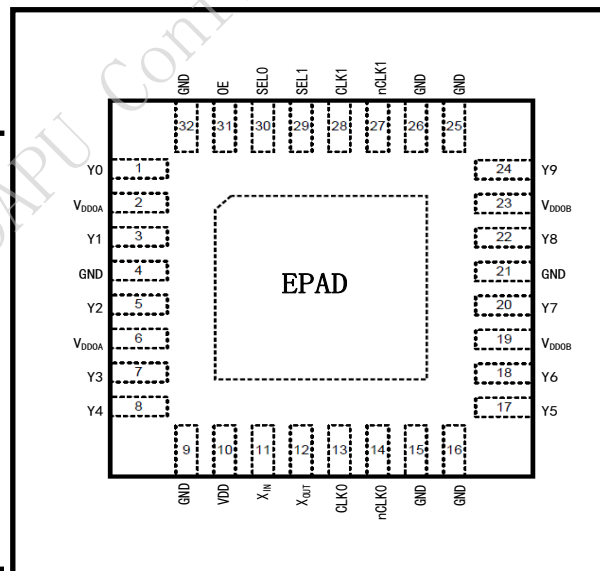 DAPU Con
GND OE SEL0 SEL1 CLK1 nCLK1 GND GND
32 31 30 29 28 27 26 25
Y0 1 24 Y9
VDDOA 2 23 VDDOB
Y1 3 22 Y8
GND 4 21 GND
EPAD
Y2 5 20 Y7
VDDOA 6 19 VDDOB
Y3 7 18 Y6
Y4 8 17 Y5
9 10 11 12 13 14 15 16
GND VDD XIN XOUT CLK0 nCLK0 GND GND